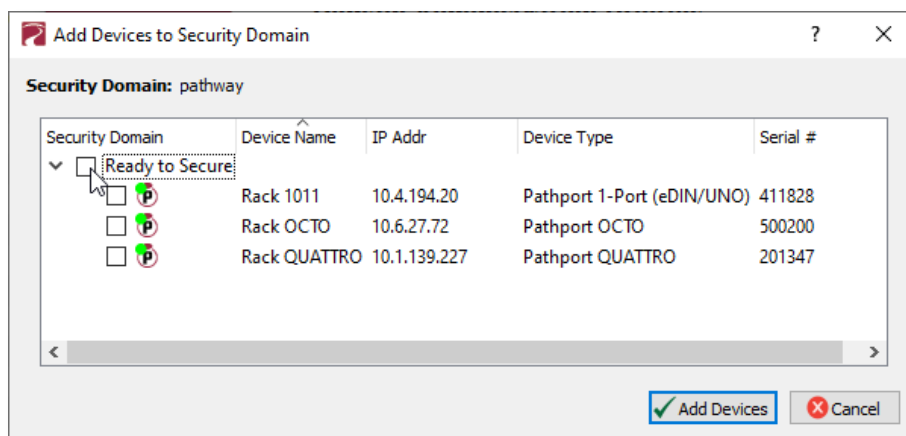 Add Devices to Security Domain
Security Domain: pathway
Security Domain Device Name IP Addr Device Type Serial #
Ready to Secure
Rack 1011 10.4.194.20 Pathport 1-Port (eDIN/UNO) 411828
Rack OCTO 10.6.27.72 Pathport OCTO 500200
Rack QUATTRO 10.1.139.227 Pathport QUATTRO 201347
Add Devices Cancel